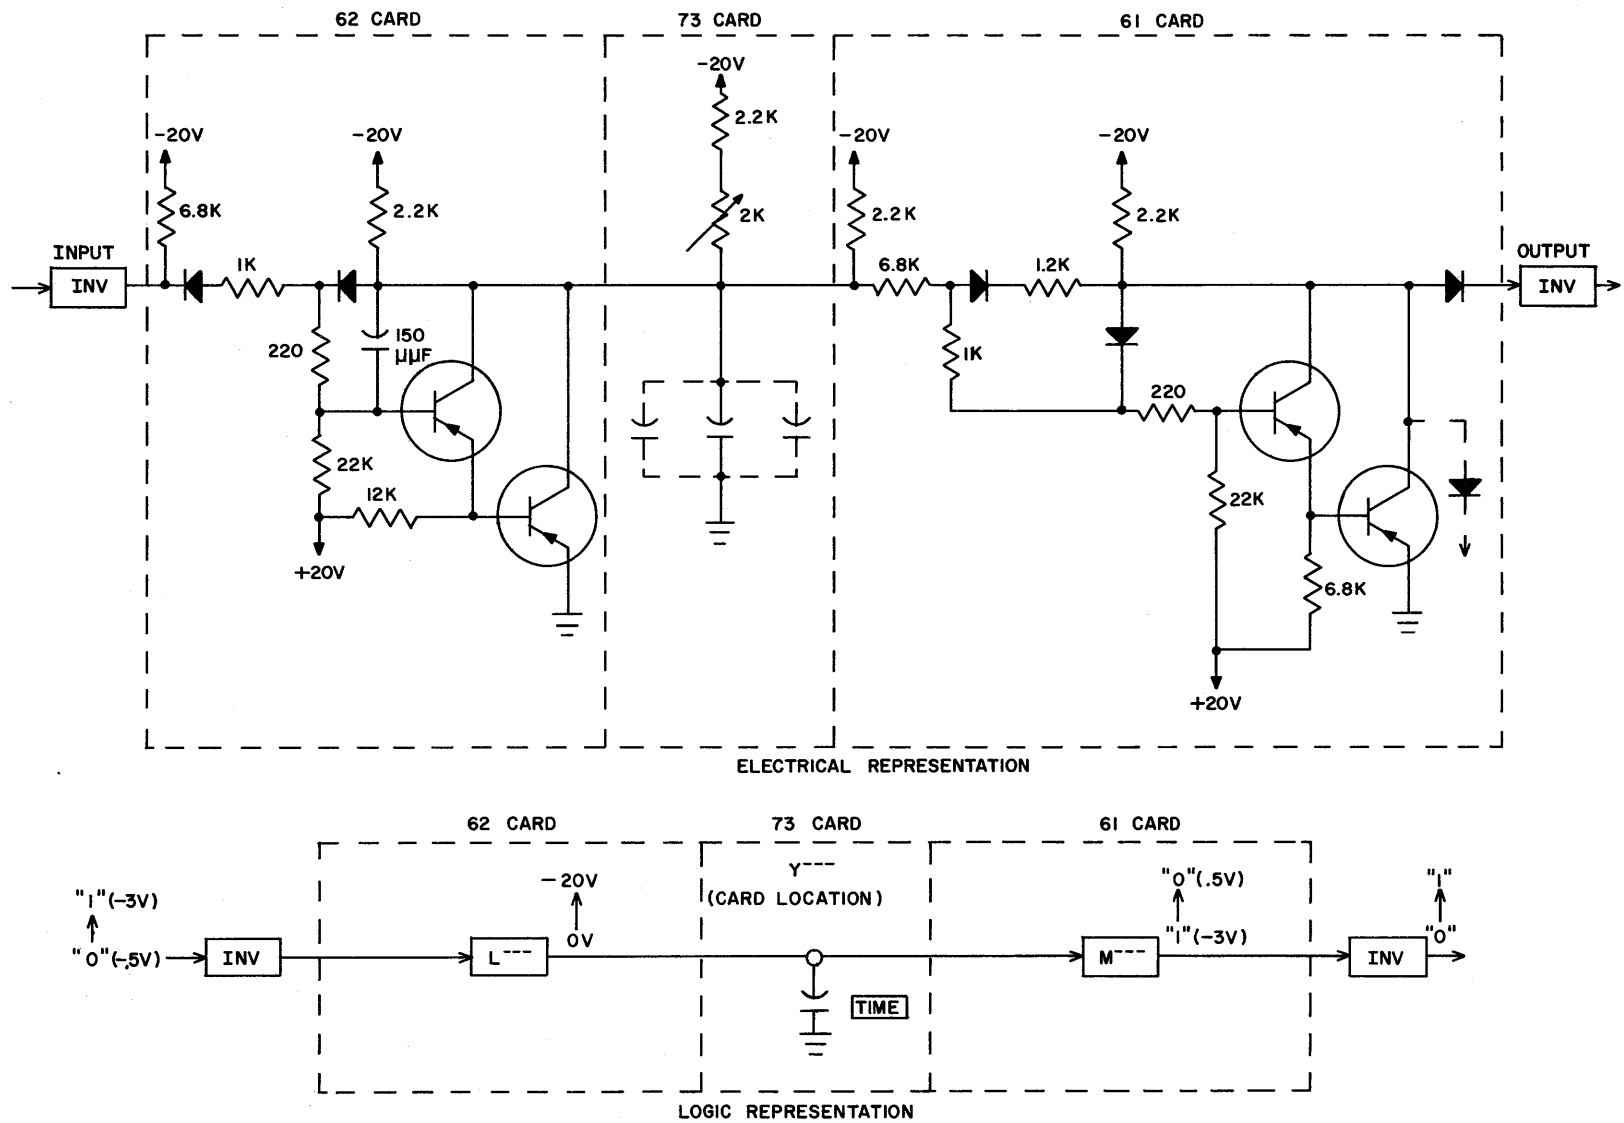 62 CARD
73 CARD
61 CARD
-20V
2.2K
-20V
-20V
-20V
-20V
6.8K
2.2K
2K
2.2K
2.2K
INPUT
INV
1K
6.8K
1.2K
OUTPUT
INV
220
150
μμF
1K
220
22K
12K
22K
+20V
6.8K
+20V
ELECTRICAL REPRESENTATION
62 CARD
73 CARD
61 CARD
Y---
(CARD LOCATION)
"1" (-3V)
-20V
"0" (.5V)
"1"
"0" (-.5V)
INV
L---
0V
M---
"1" (-3V)
INV
"0"
TIME
LOGIC REPRESENTATION